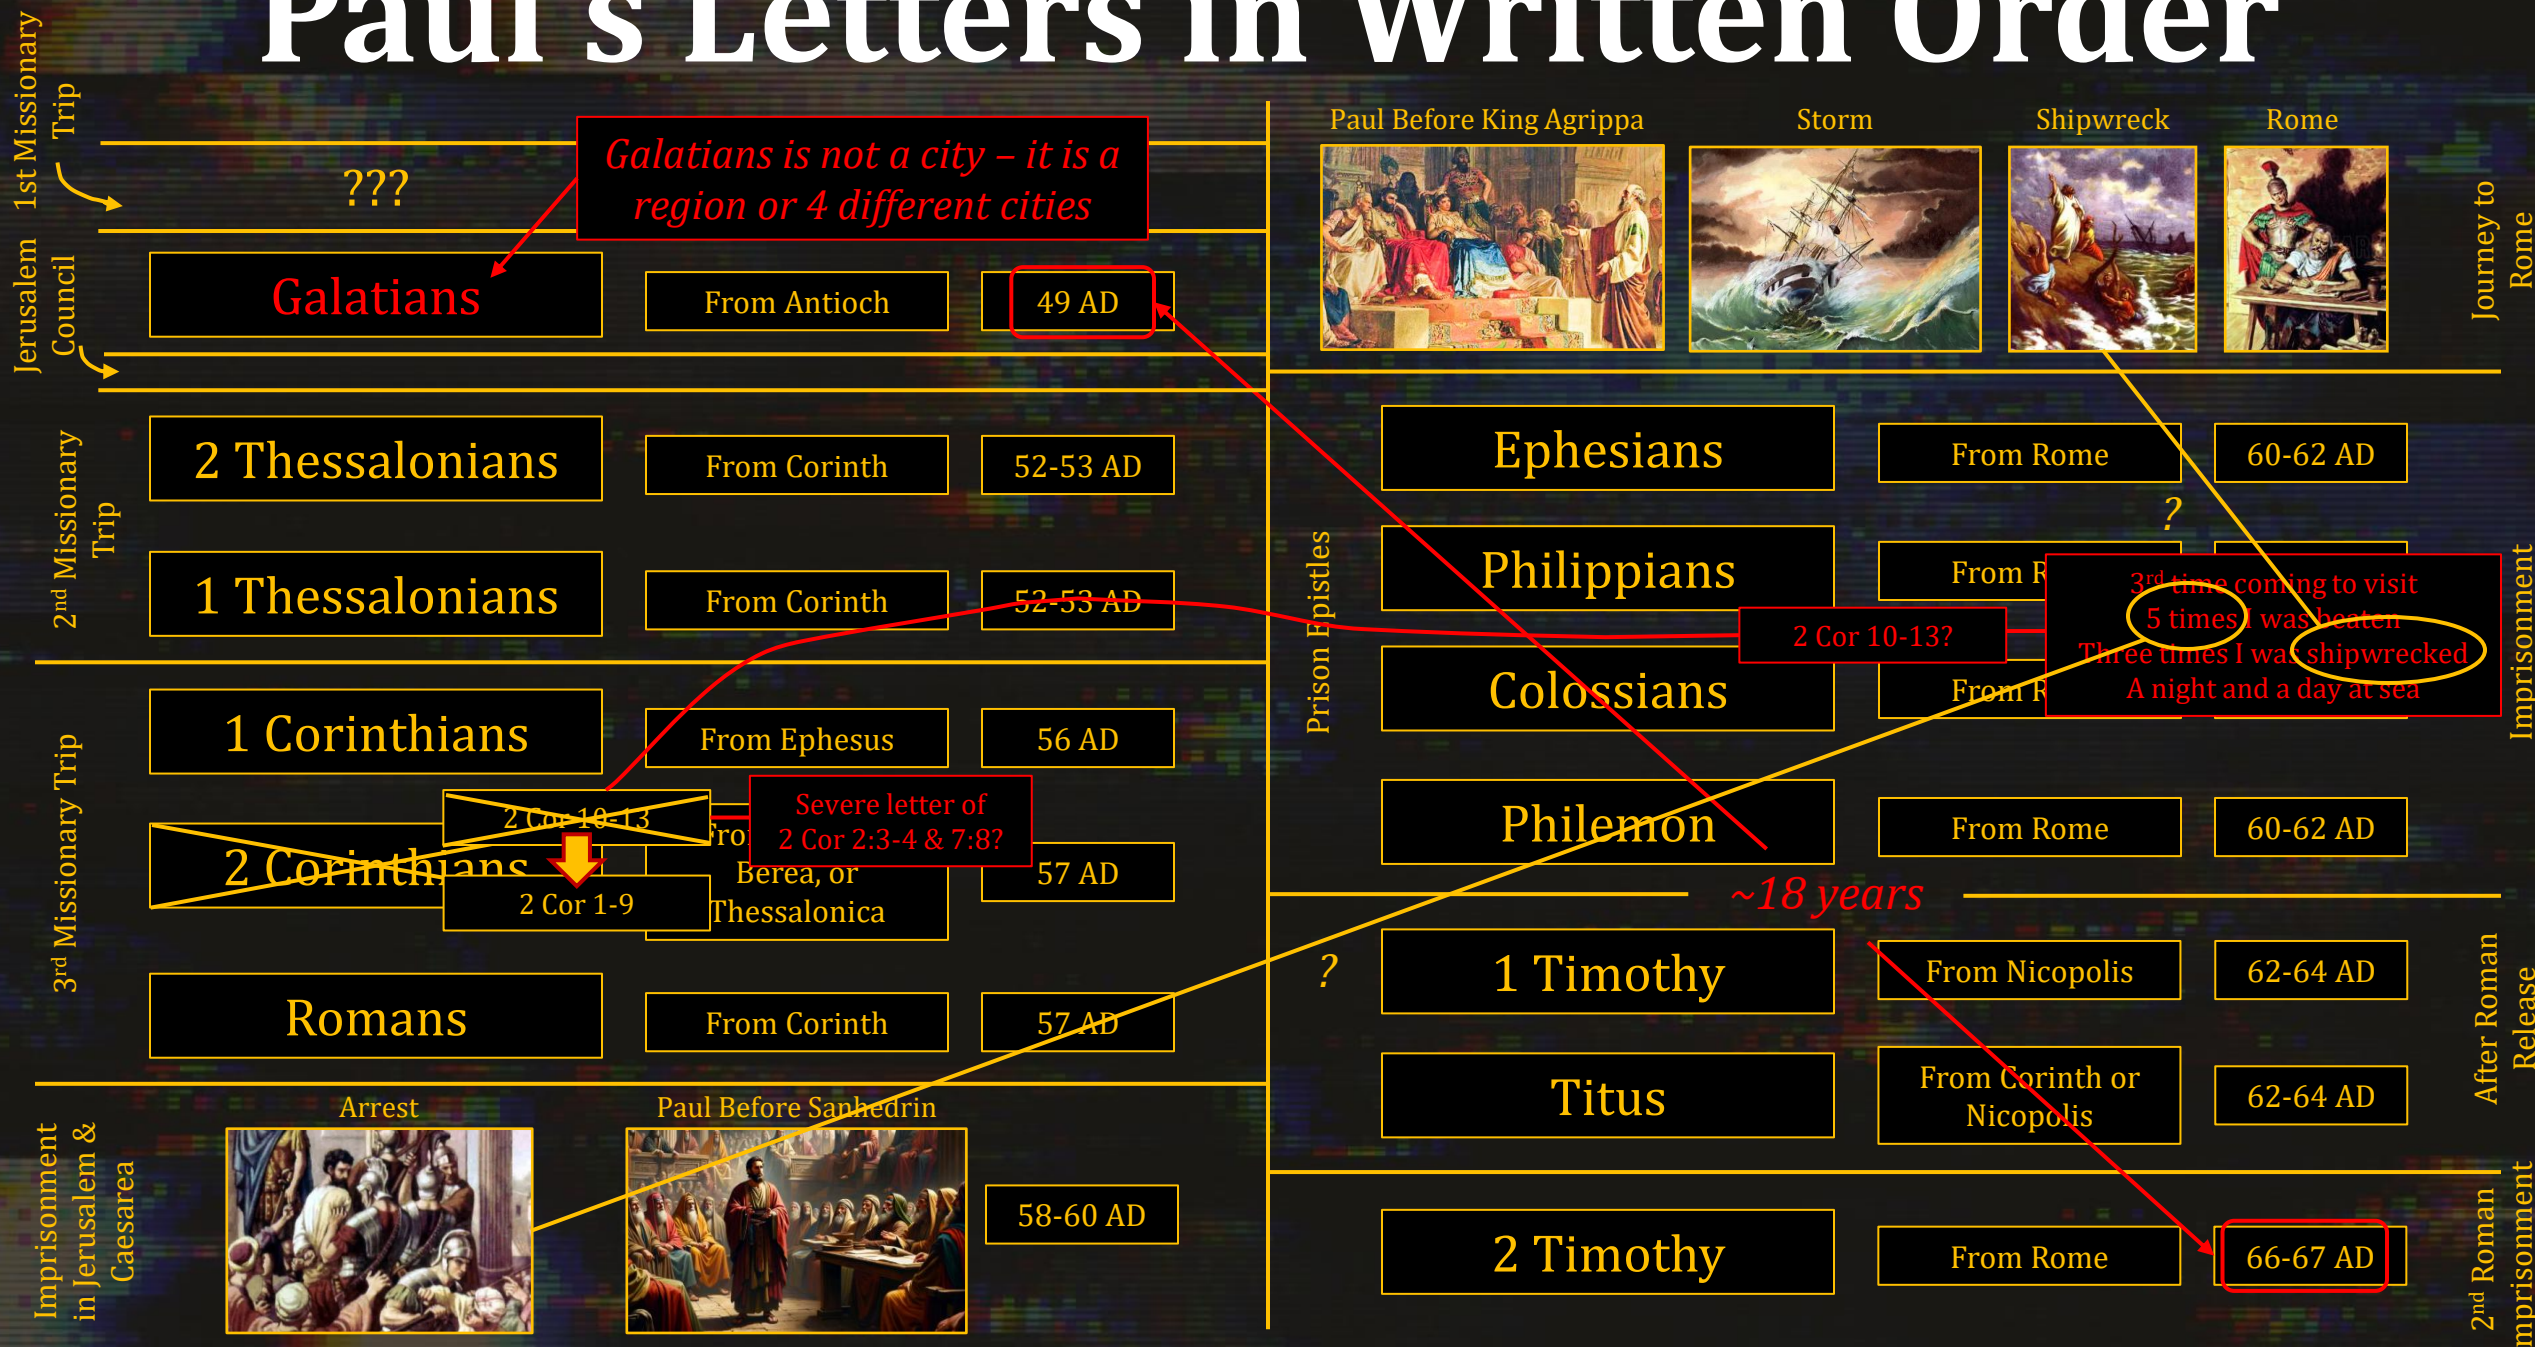 Paul's Letters in Written Order
1st Missionary
Trip
???
Galatians is not a city – it is a
region or 4 different cities
Jerusalem
Council
Galatians
From Antioch
49 AD
2nd Missionary
Trip
2 Thessalonians
From Corinth
52-53 AD
1 Thessalonians
From Corinth
52-53 AD
3rd Missionary Trip
1 Corinthians
From Ephesus
56 AD
2 Cor 10-13
Severe letter of
2 Cor 2:3-4 & 7:8?
2 Corinthians
2 Cor 1-9
Berea, or
Thessalonica
57 AD
Romans
From Corinth
57 AD
Imprisonment
in Jerusalem &
Caesarea
Arrest
Paul Before Sanhedrin
58-60 AD
Paul Before King Agrippa
Storm
Shipwreck
Rome
Journey to
Rome
Prison Epistles
Ephesians
From Rome
60-62 AD
?
Philippians
From
3rd time coming to visit
5 times I was beaten
Three times I was shipwrecked
A night and a day at sea
2 Cor 10-13?
Colossians
From
Imprisonment
Philemon
From Rome
60-62 AD
~18 years
?
1 Timothy
From Nicopolis
62-64 AD
Titus
From Corinth or
Nicopolis
62-64 AD
After Roman
Release
2 Timothy
From Rome
66-67 AD
2nd Roman
Imprisonment